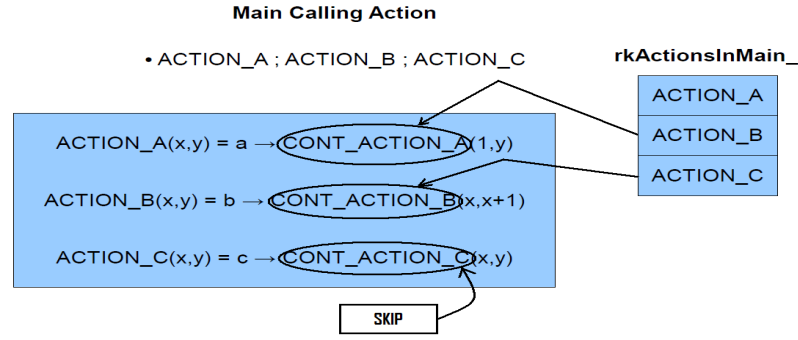 Main Calling Action
• ACTION_A ; ACTION_B ; ACTION_C
rkActionsInMain_
ACTION_A
ACTION_B
ACTION_C
ACTION_A(x,y) = a → CONT_ACTION_A(1,y)
ACTION_B(x,y) = b → CONT_ACTION_B(x,x+1)
ACTION_C(x,y) = c → CONT_ACTION_C(x,y)
SKIP